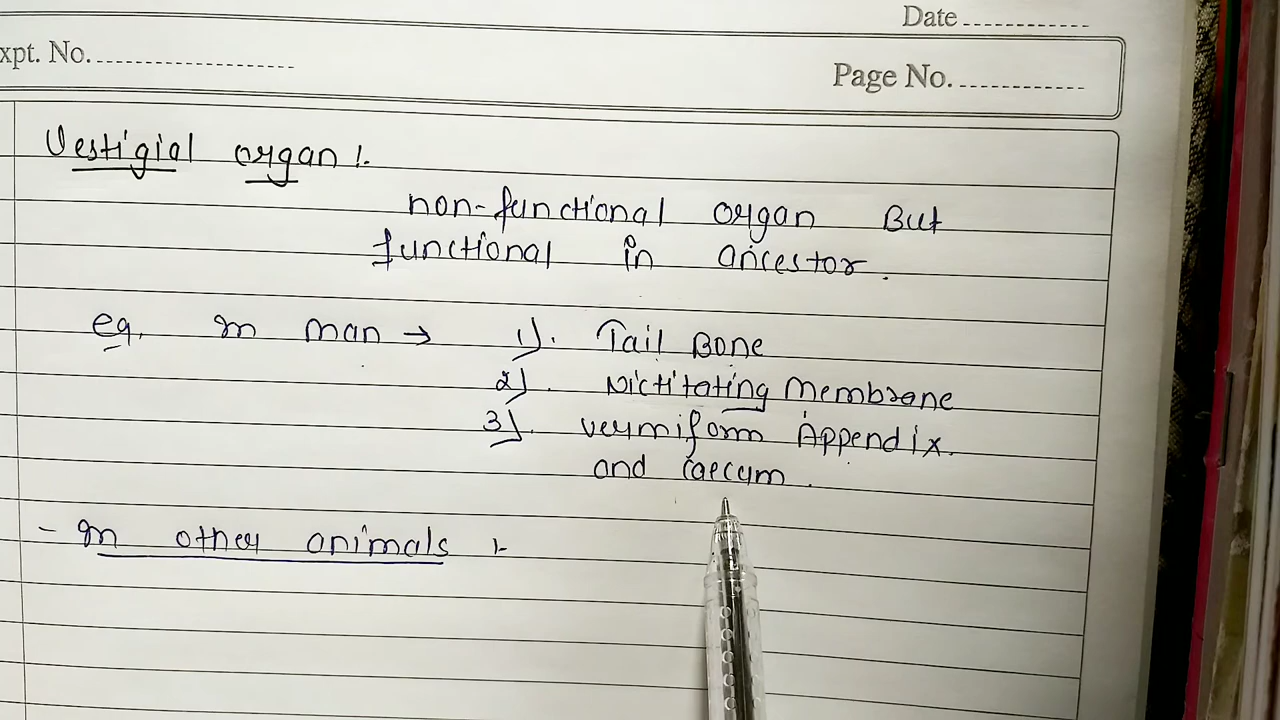 Date
xpt. No.
Page No.
Vestigial organ :-
non-functional organ But
functional in ancestor.
eg. In man → 1). Tail Bone
2). Nictitating Membrane
3). vermiform Appendix.
and caecum.
- In other animals :-